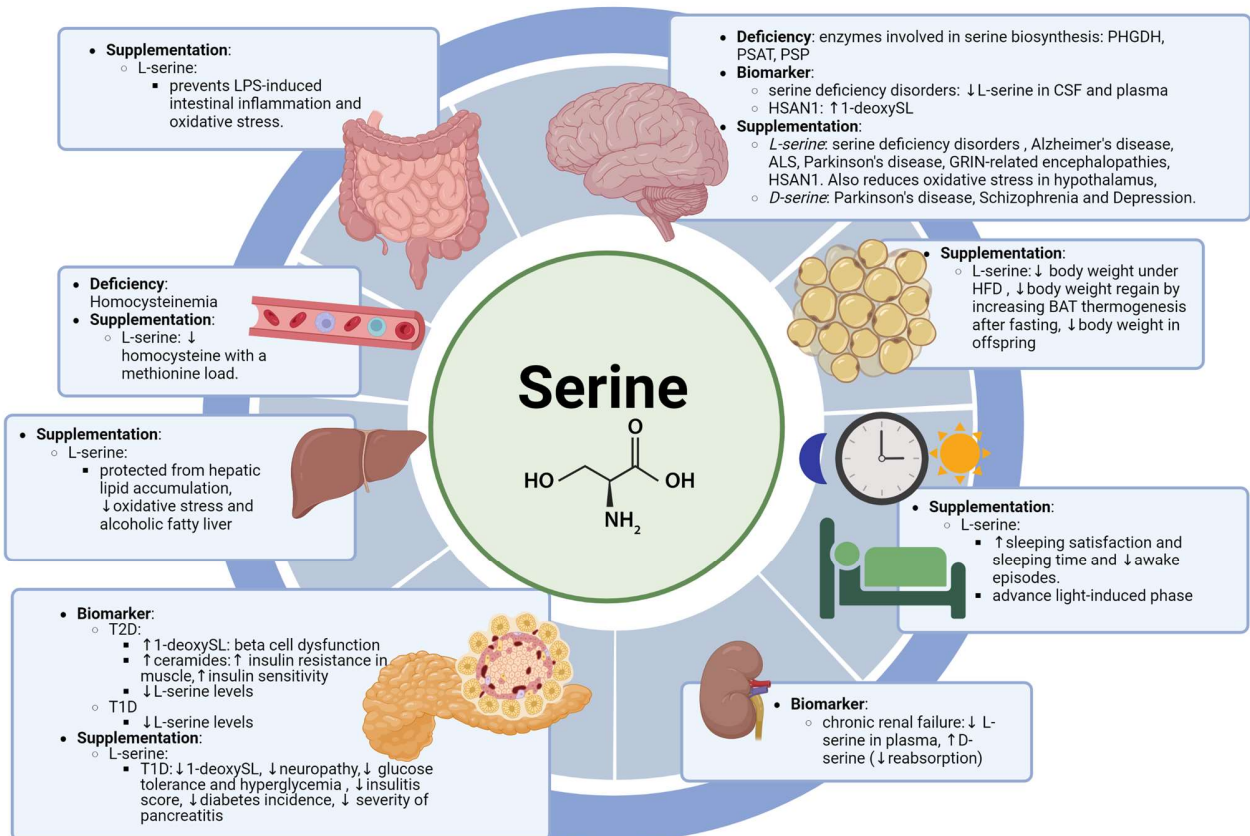 • Supplementation:
○ L-serine:
▪ prevents LPS-induced
intestinal inflammation and
oxidative stress.
• Deficiency: enzymes involved in serine biosynthesis: PHGDH,
PSAT, PSP
• Biomarker:
○ serine deficiency disorders: ↓L-serine in CSF and plasma
○ HSAN1: ↑1-deoxySL
• Supplementation:
○ L-serine: serine deficiency disorders , Alzheimer's disease,
ALS, Parkinson's disease, GRIN-related encephalopathies,
HSAN1. Also reduces oxidative stress in hypothalamus,
○ D-serine: Parkinson's disease, Schizophrenia and Depression.
• Deficiency:
Homocysteinemia
• Supplementation:
○ L-serine: ↓
homocysteine with a
methionine load.
• Supplementation:
○ L-serine:↓ body weight under
HFD , ↓body weight regain by
increasing BAT thermogenesis
after fasting, ↓body weight in
offspring
Serine
O
HO
OH
NH2
• Supplementation:
○ L-serine:
▪ protected from hepatic
lipid accumulation,
↓oxidative stress and
alcoholic fatty liver
• Supplementation:
○ L-serine:
▪ ↑sleeping satisfaction and
sleeping time and ↓awake
episodes.
▪ advance light-induced phase
• Biomarker:
○ T2D:
▪ ↑1-deoxySL: beta cell dysfunction
▪ ↑ceramides:↑ insulin resistance in
muscle,↑insulin sensitivity
▪ ↓L-serine levels
○ T1D
▪ ↓L-serine levels
• Supplementation:
○ L-serine:
▪ T1D:↓1-deoxySL, ↓neuropathy,↓ glucose
tolerance and hyperglycemia , ↓insulitis
score, ↓diabetes incidence, ↓ severity of
pancreatitis
• Biomarker:
○ chronic renal failure:↓ L-
serine in plasma, ↑D-
serine (↓reabsorption)